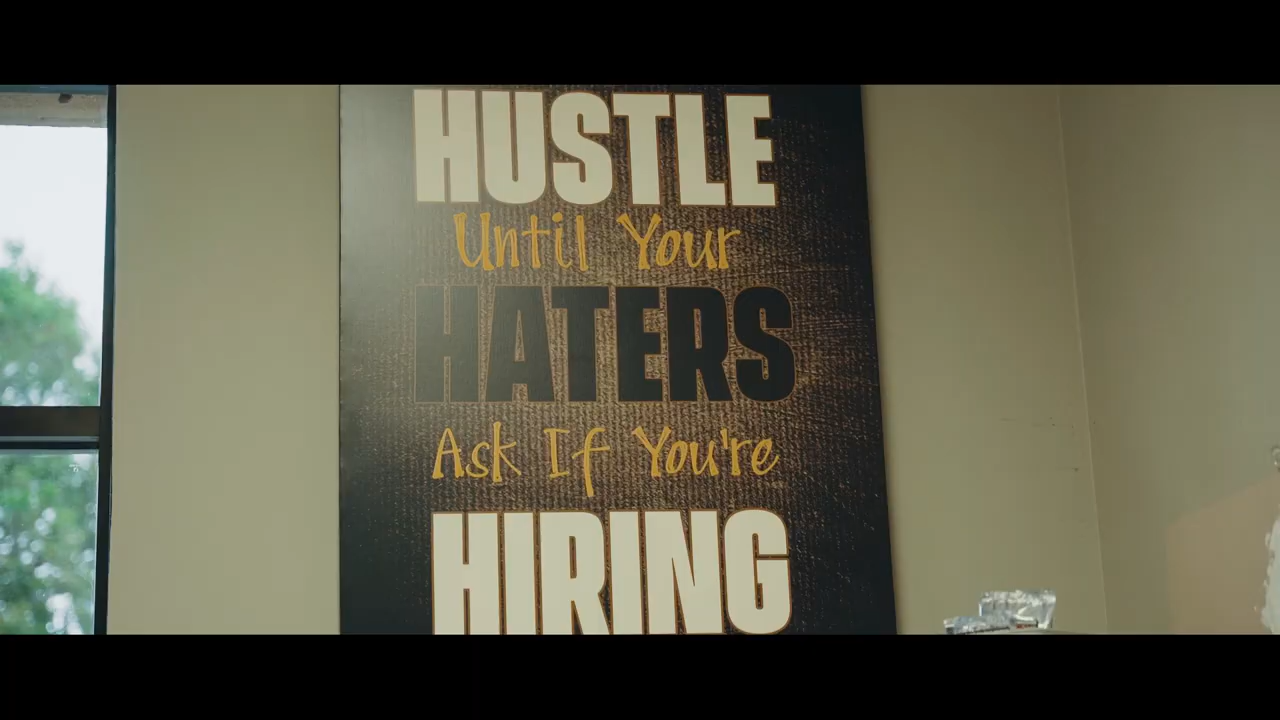 HUSTLE
Until Your
HATERS
Ask If You're
HIRING